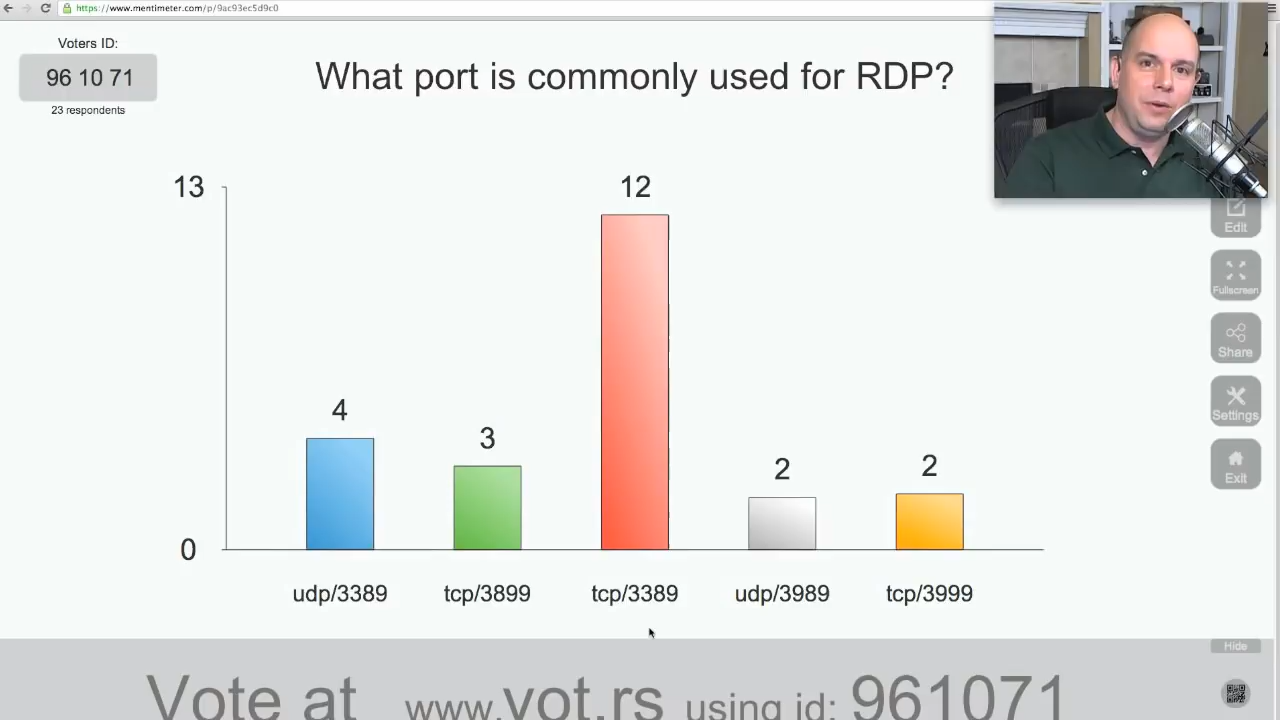 https://www.mentimeter.com/p/9ac93ec5d9c0
Voters ID:
96 10 71
23 respondents
What port is commonly used for RDP?
13
12
4
3
2
2
0
udp/3389
tcp/3899
tcp/3389
udp/3989
tcp/3999
Edit
Fullscreen
Share
Settings
Exit
Hide
Vote at www.vot.rs using id: 961071